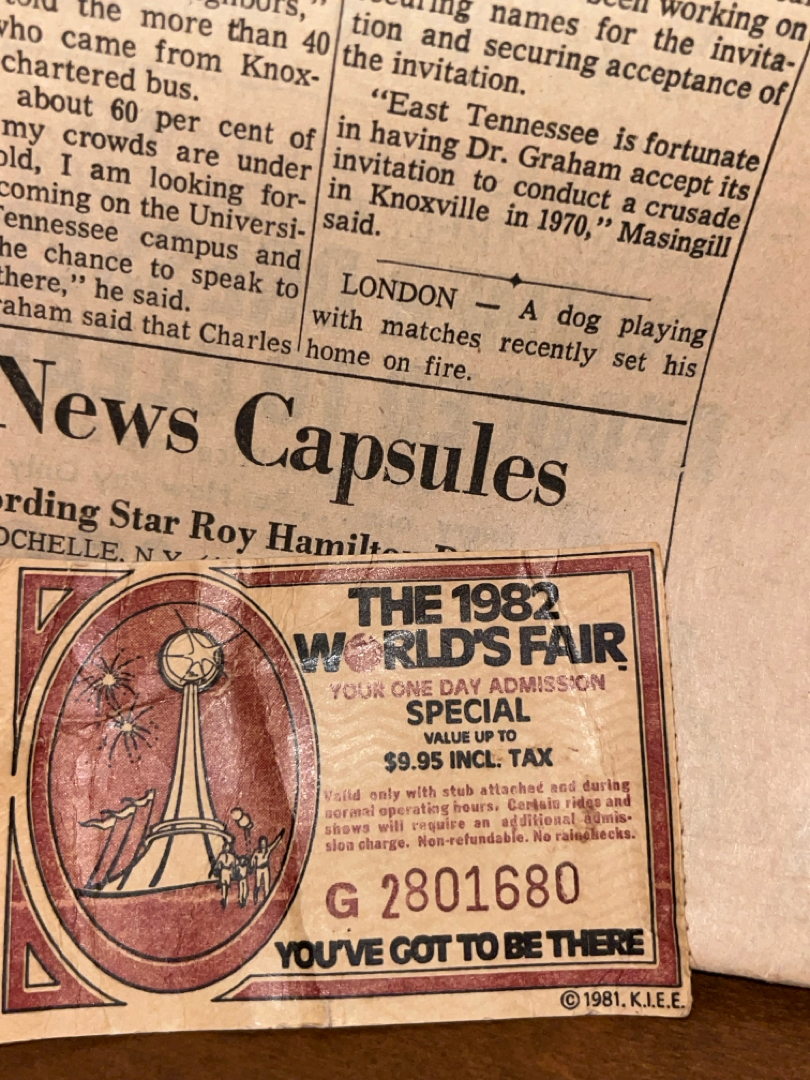 the more than 40
who came from Knox-
chartered bus.
about 60 per cent of
my crowds are under
old, I am looking for-
coming on the Universi-
Tennessee campus and
the chance to speak to
there," he said.
raham said that Charles
working on
names for the invita-
tion and securing acceptance of
the invitation.
"East Tennessee is fortunate
in having Dr. Graham accept its
invitation to conduct a crusade
in Knoxville in 1970," Masingill
said.
LONDON — A dog playing
with matches recently set his
home on fire.
News Capsules
ording Star Roy Hamilton
OCHELLE, N.Y.
THE 1982
WORLD'S FAIR
YOUR ONE DAY ADMISSION
SPECIAL
VALUE UP TO
$9.95 INCL. TAX
Valid only with stub attached and during
normal operating hours. Certain rides and
shows will require an additional admis-
sion charge. Non-refundable. No rainchecks.
G 2801680
YOU'VE GOT TO BE THERE
©1981. K.I.E.E.